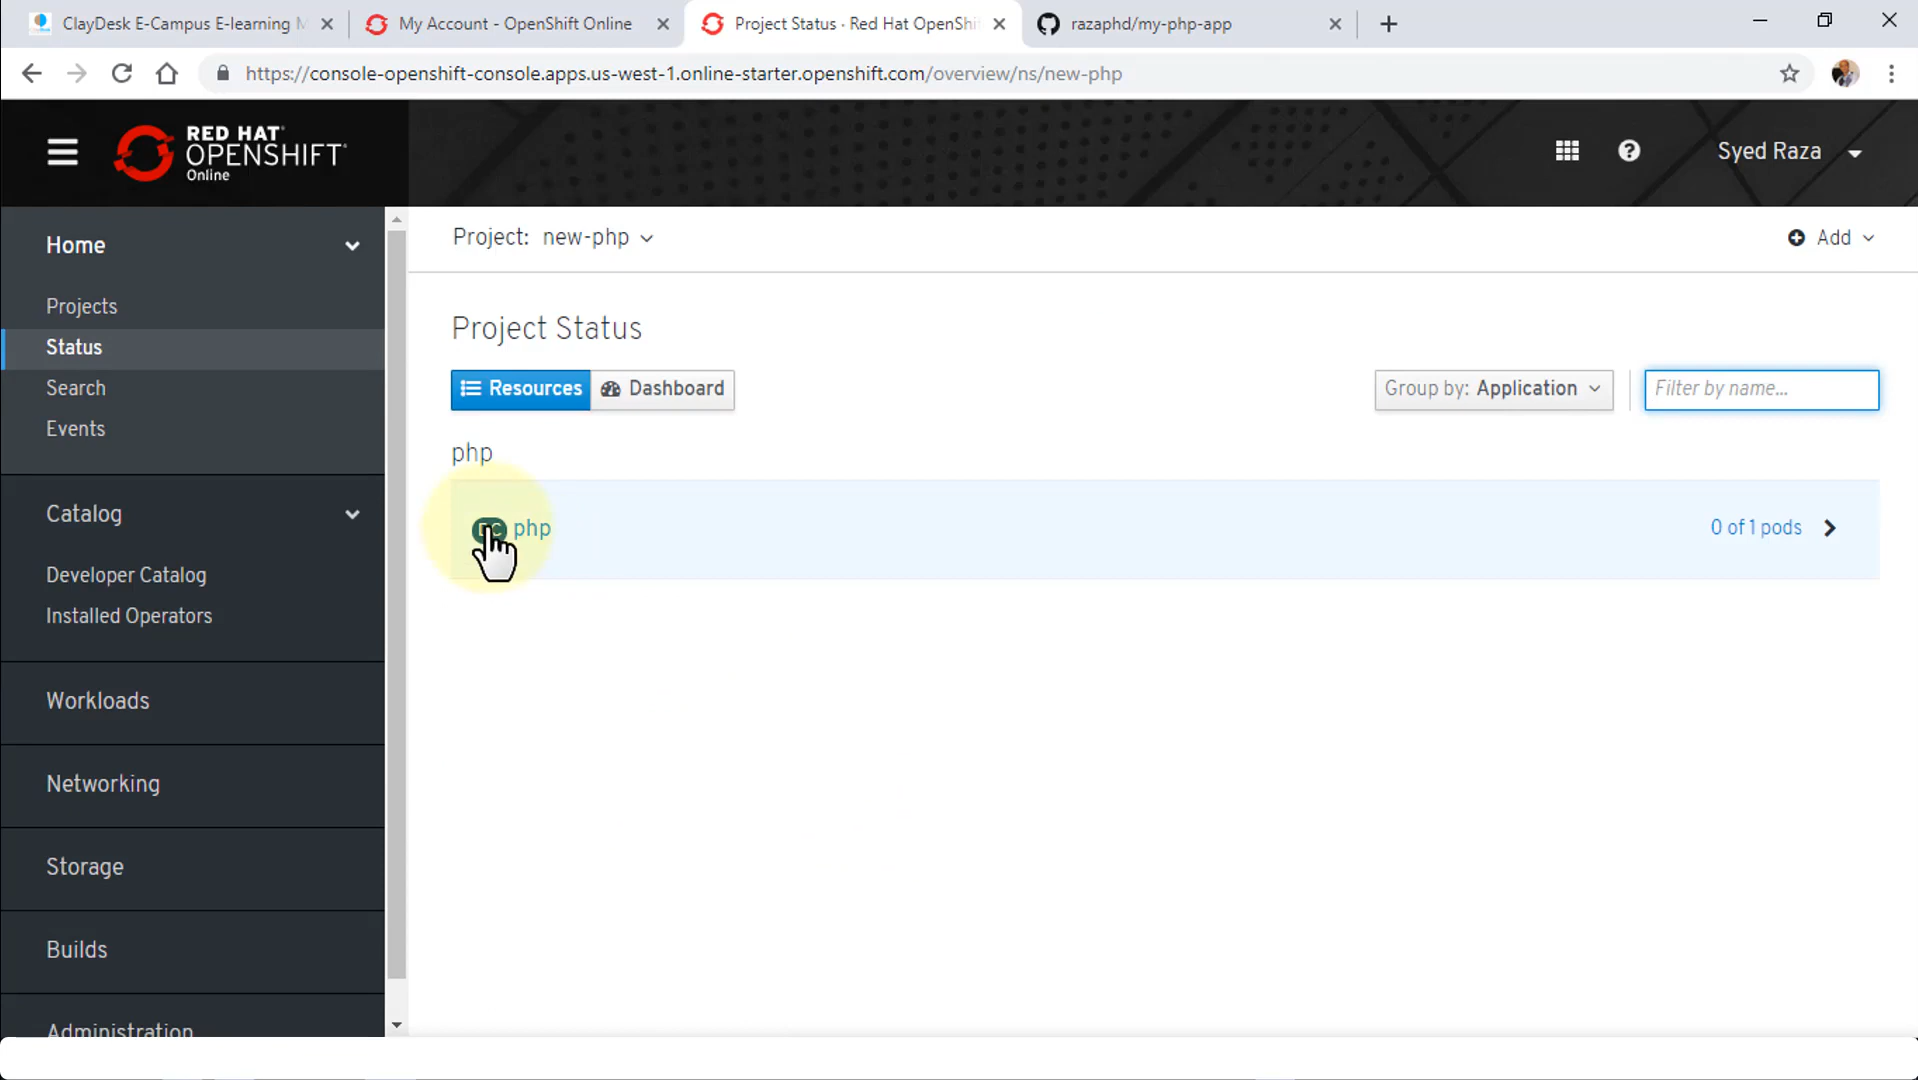 ClayDesk E-Campus E-learning M
My Account - OpenShift Online
Project Status · Red Hat OpenShi
razaphd/my-php-app
https://console-openshift-console.apps.us-west-1.online-starter.openshift.com/overview/ns/new-php
RED HAT
OPENSHIFT
Online
Syed Raza
Home
Projects
Status
Search
Events
Catalog
Developer Catalog
Installed Operators
Workloads
Networking
Storage
Builds
Administration
Project: new-php
Add
Project Status
Resources
Dashboard
Group by: Application
Filter by name...
php
php
0 of 1 pods